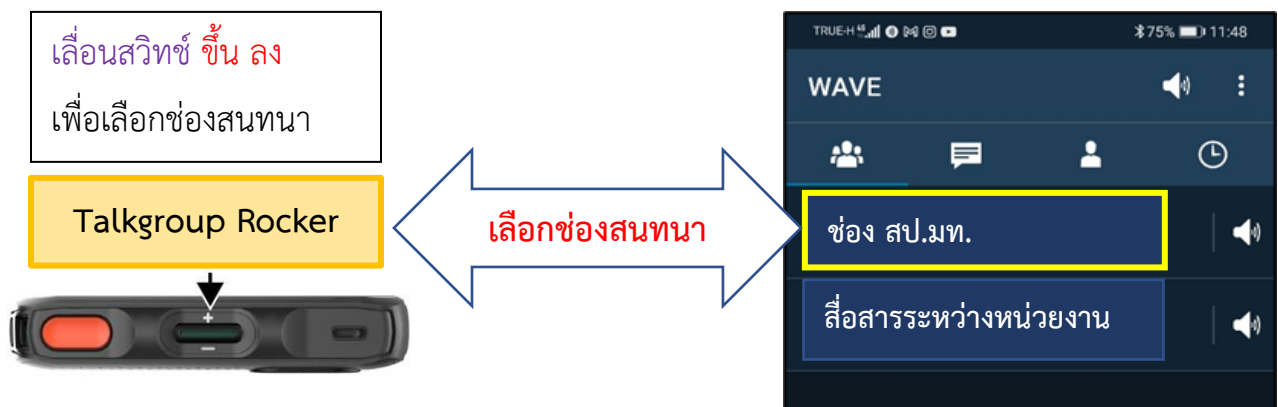 เลื่อนสวิทช์ ขึ้น ลง
เพื่อเลือกช่องสนทนา
Talkgroup Rocker
+
–
เลือกช่องสนทนา
TRUE-H 75% 11:48
WAVE
ช่อง สป.มท.
สื่อสารระหว่างหน่วยงาน